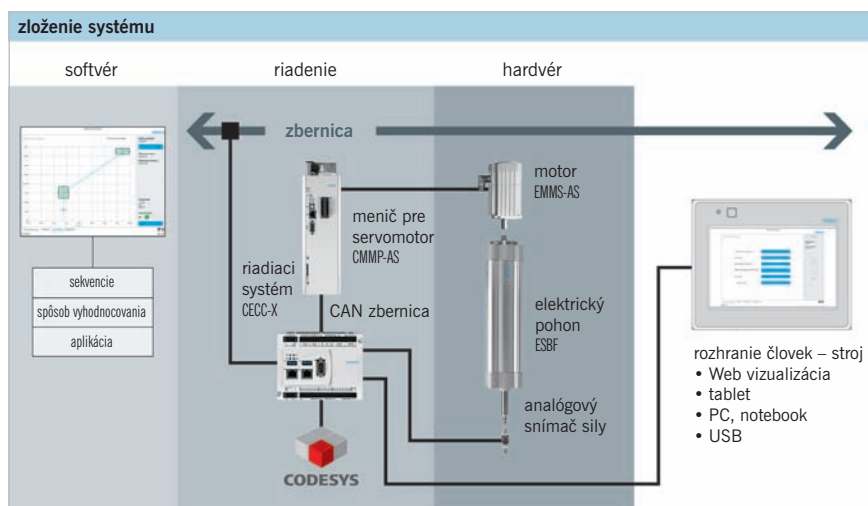 zloženie systému
softvér
riadenie
hardvér
zbernica
sekvencie
spôsob vyhodnocovania
aplikácia
menič pre
servomotor
CMMP-AS
riadiaci
systém
CECC-X
CAN zbernica
CODESYS
motor
EMMS-AS
elektrický
pohon
ESBF
analógový
snímač sily
rozhranie človek – stroj
• Web vizualizácia
• tablet
• PC, notebook
• USB